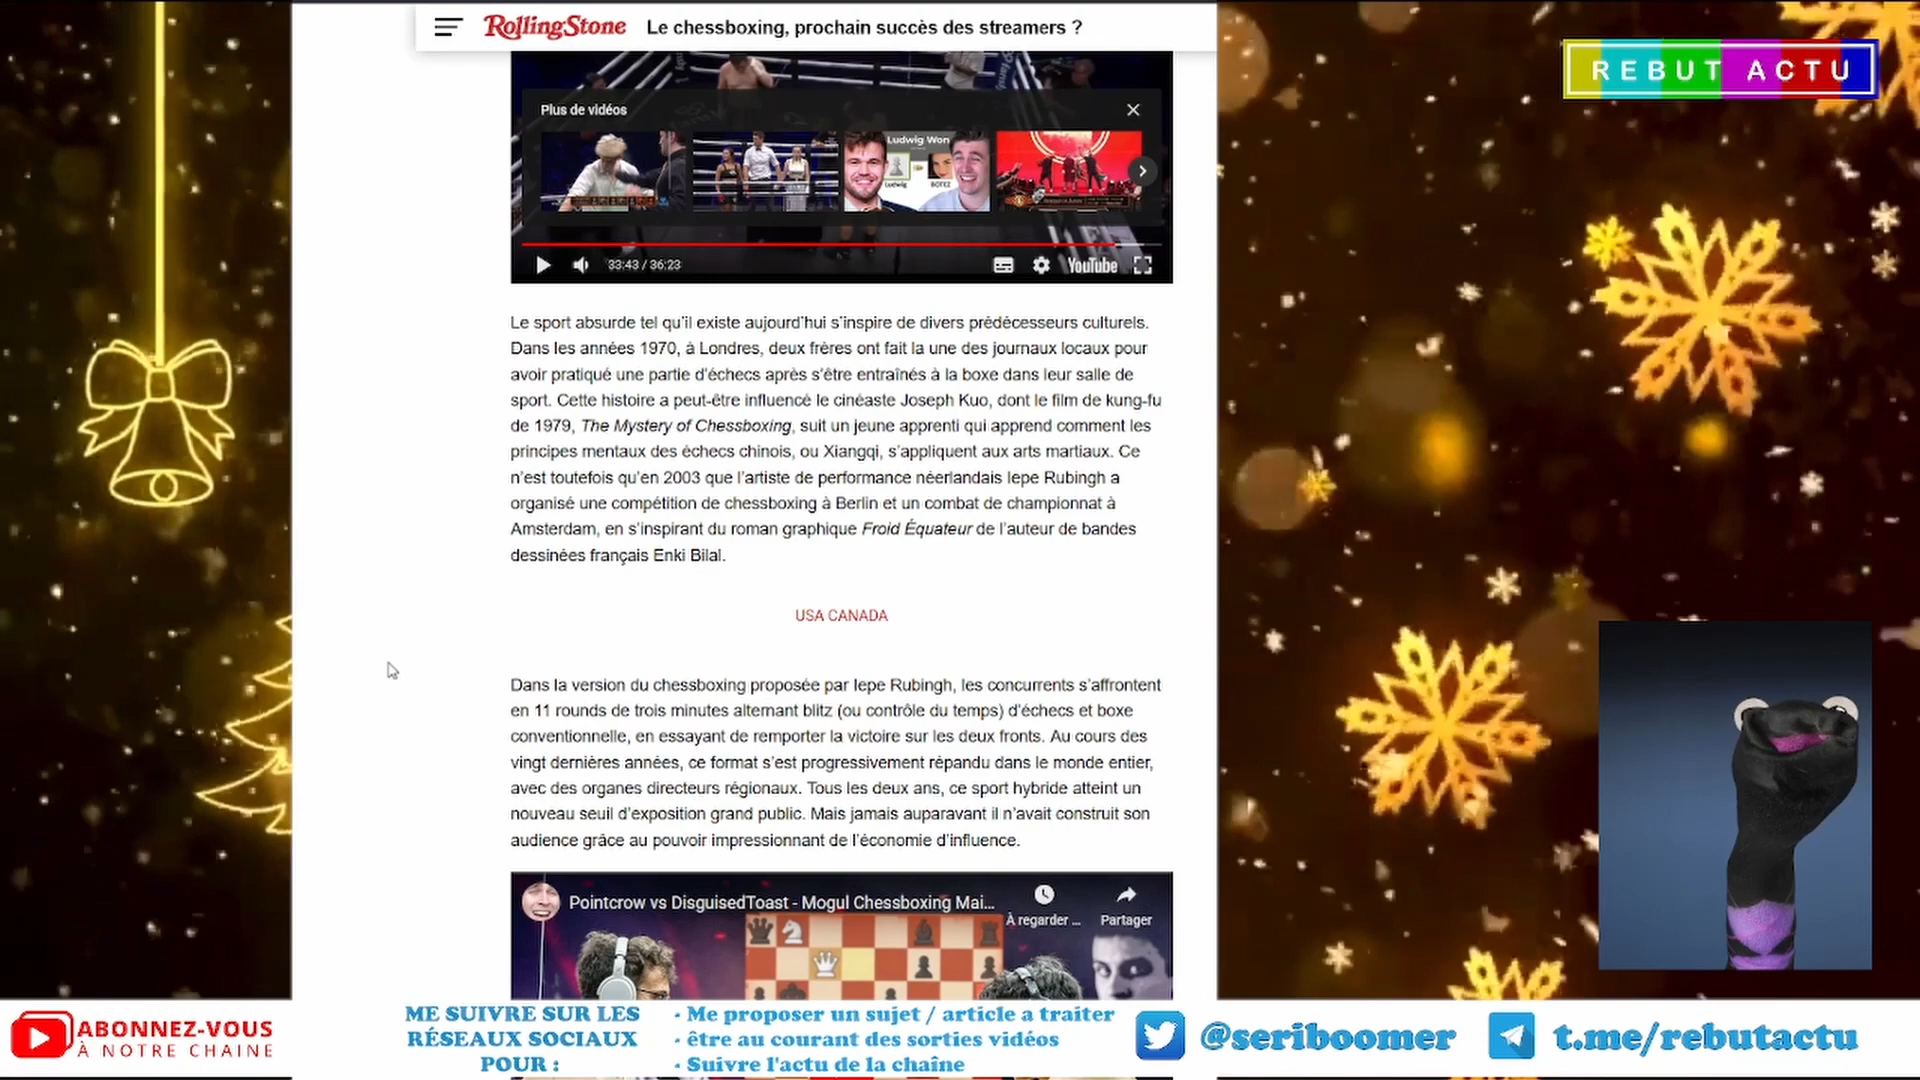 RollingStone Le chessboxing, prochain succès des streamers ?
REBUT ACTU
Plus de vidéos
Ludwig Won
Ludwig
BOTEZ
33:43 / 36:23
YouTube
Le sport absurde tel qu'il existe aujourd'hui s'inspire de divers prédécesseurs culturels.
Dans les années 1970, à Londres, deux frères ont fait la une des journaux locaux pour
avoir pratiqué une partie d'échecs après s'être entraînés à la boxe dans leur salle de
sport. Cette histoire a peut-être influencé le cinéaste Joseph Kuo, dont le film de kung-fu
de 1979, The Mystery of Chessboxing, suit un jeune apprenti qui apprend comment les
principes mentaux des échecs chinois, ou Xiangqi, s'appliquent aux arts martiaux. Ce
n'est toutefois qu'en 2003 que l'artiste de performance néerlandais Iepe Rubingh a
organisé une compétition de chessboxing à Berlin et un combat de championnat à
Amsterdam, en s'inspirant du roman graphique Froid Équateur de l'auteur de bandes
dessinées français Enki Bilal.
USA CANADA
Dans la version du chessboxing proposée par Iepe Rubingh, les concurrents s'affrontent
en 11 rounds de trois minutes alternant blitz (ou contrôle du temps) d'échecs et boxe
conventionnelle, en essayant de remporter la victoire sur les deux fronts. Au cours des
vingt dernières années, ce format s'est progressivement répandu dans le monde entier,
avec des organes directeurs régionaux. Tous les deux ans, ce sport hybride atteint un
nouveau seuil d'exposition grand public. Mais jamais auparavant il n'avait construit son
audience grâce au pouvoir impressionnant de l'économie d'influence.
Pointcrow vs DisguisedToast - Mogul Chessboxing Mai...
À regarder ...
Partager
ABONNEZ-VOUS
À NOTRE CHAINE
ME SUIVRE SUR LES
RÉSEAUX SOCIAUX
POUR :
- Me proposer un sujet / article a traiter
- être au courant des sorties vidéos
- Suivre l'actu de la chaîne
@seriboomer
t.me/rebutactu